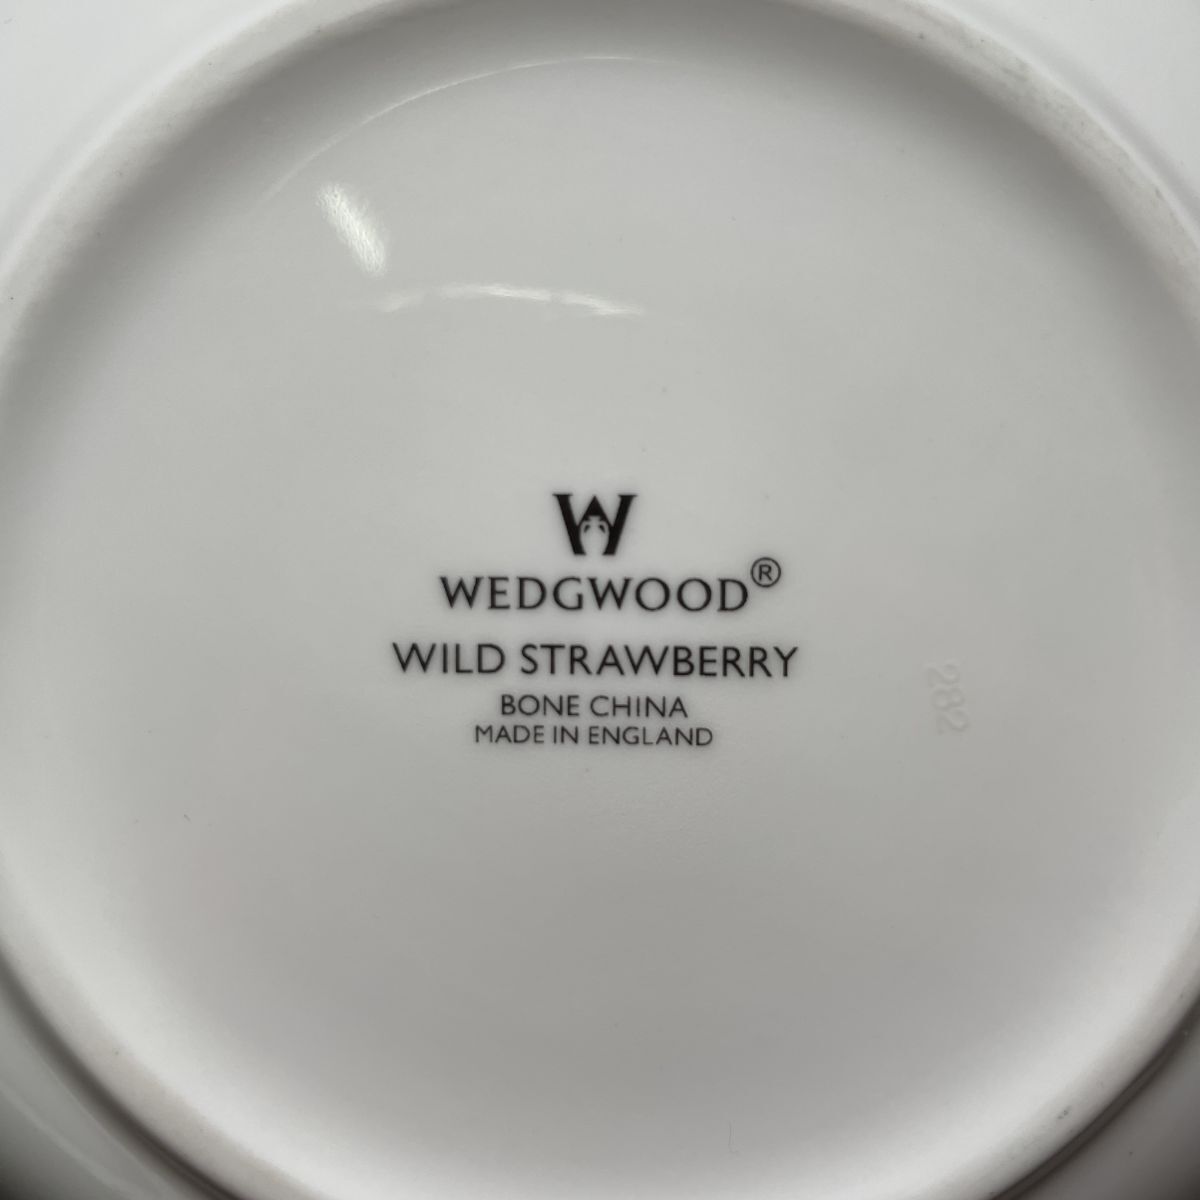 W
WEDGWOOD®
WILD STRAWBERRY
BONE CHINA
MADE IN ENGLAND
282